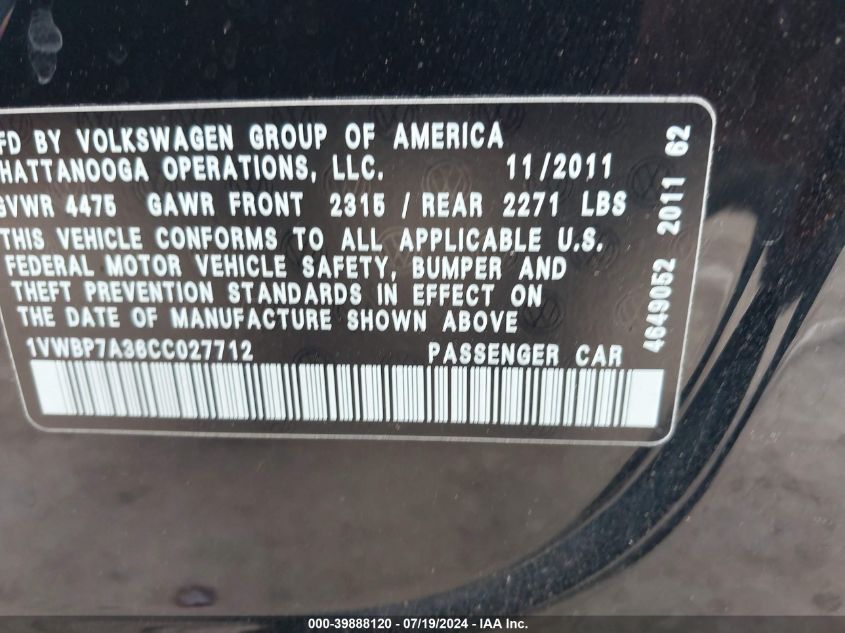 FD BY VOLKSWAGEN GROUP OF AMERICA
HATTANOOGA OPERATIONS, LLC. 11/2011
GVWR 4475 GAWR FRONT 2315 / REAR 2271 LBS
THIS VEHICLE CONFORMS TO ALL APPLICABLE U.S.
FEDERAL MOTOR VEHICLE SAFETY, BUMPER AND
THEFT PREVENTION STANDARDS IN EFFECT ON
THE DATE OF MANUFACTURE SHOWN ABOVE
1VWBP7A36CC027712 PASSENGER CAR
4649052 2011 62
000-39888120 / 07/19/2024 - IAA Inc.